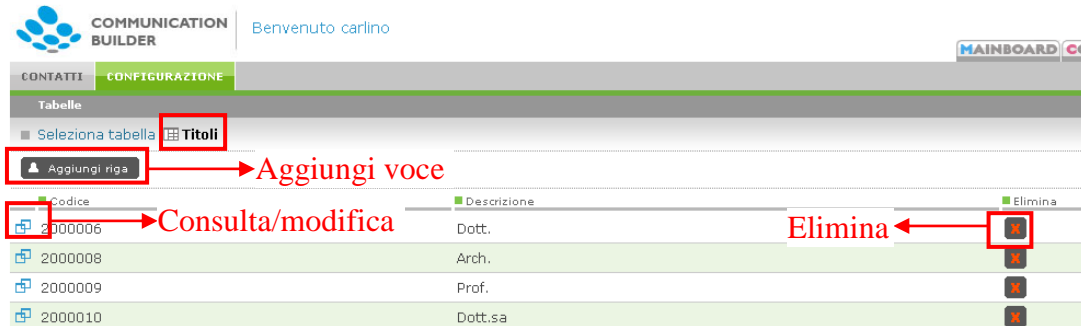 COMMUNICATION
BUILDER
Benvenuto carlino
MAINBOARD
CONTATTI CONFIGURAZIONE
Tabelle
Seleziona tabella Titoli
Aggiungi riga Aggiungi voce
Codice Descrizione Elimina
2000006 Consulta/modifica Dott. Elimina X
2000008 Arch. X
2000009 Prof. X
2000010 Dott.sa X